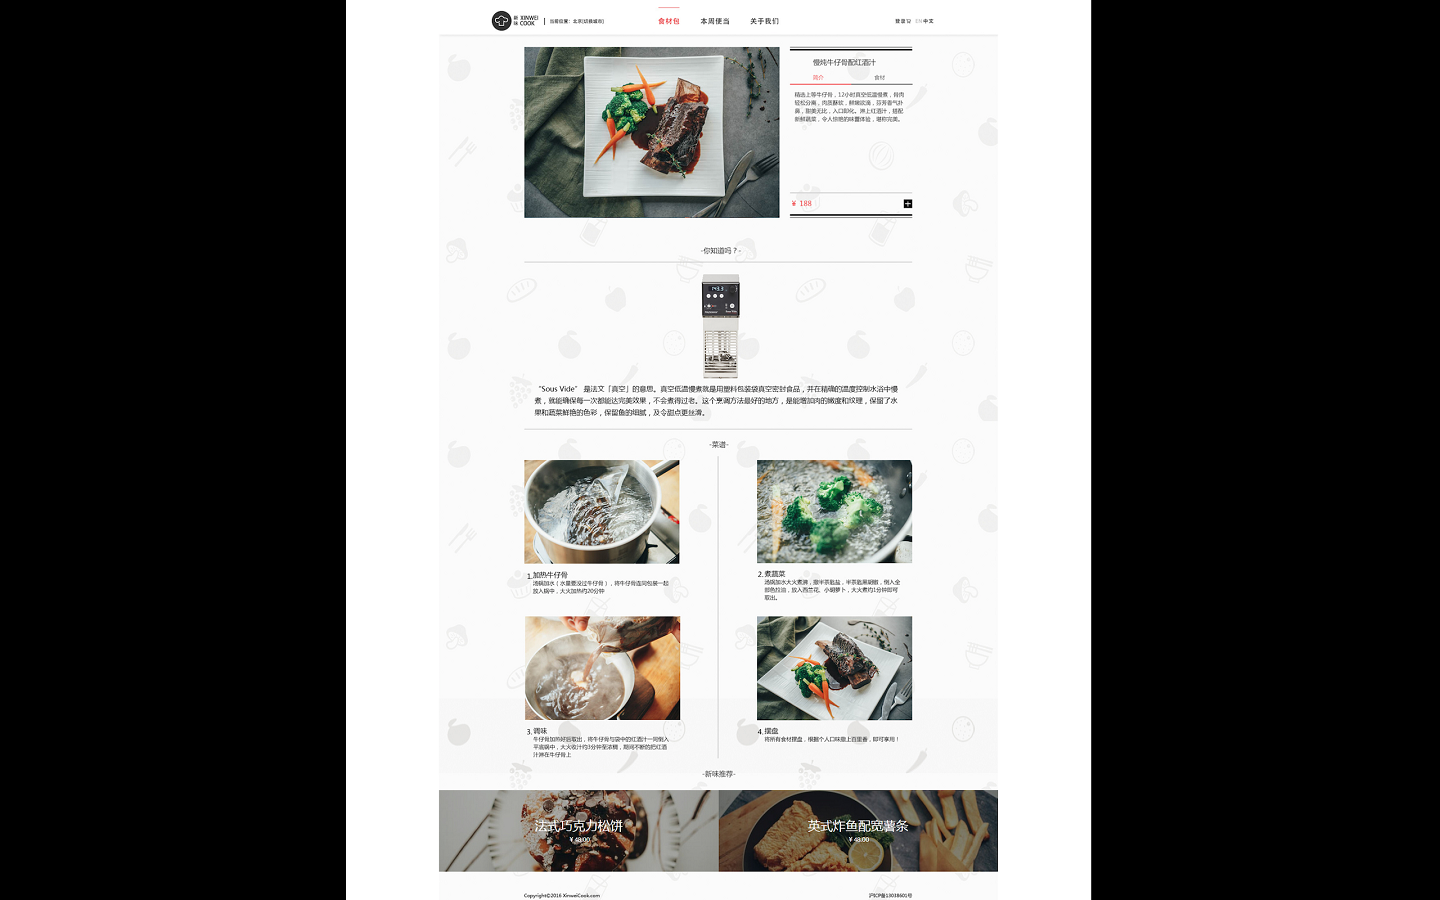 新味 XINWEI COOK
当前位置：北京[切换城市]
食材包 本周便当 关于我们
登录 EN 中文
慢炖牛仔骨配红酒汁
简介 食材
精选上等牛仔骨，12小时真空低温慢煮，骨肉
轻松分离，肉质酥软，鲜嫩欲滴，芬芳香气扑
鼻，甜美无比，入口即化。淋上红酒汁，搭配
新鲜蔬菜，令人惊艳的味蕾体验，堪称完美。
¥ 188
-你知道吗？-
“Sous Vide” 是法文「真空」的意思。真空低温慢煮就是用塑料包装袋真空密封食品，并在精确的温度控制水浴中慢
煮，就能确保每一次都能达完美效果，不会煮得过老。这个烹调方法最好的地方，是能增加肉的嫩度和纹理，保留了水
果和蔬菜鲜艳的色彩，保留鱼的细腻，及令甜点更丝滑。
-菜谱-
1.加热牛仔骨
汤锅加水（水量要没过牛仔骨），将牛仔骨连同包装一起
放入锅中，大火加热约20分钟
2.煮蔬菜
汤锅加水大火煮沸，撒半茶匙盐，半茶匙黑胡椒，倒入全
部色拉油，放入西兰花、小胡萝卜，大火煮约1分钟即可
取出。
3.调味
牛仔骨加热好后取出，将牛仔骨与袋中的红酒汁一同倒入
平底锅中，大火收汁约3分钟至浓稠，期间不断的把红酒
汁淋在牛仔骨上
4.摆盘
将所有食材摆盘，根据个人口味撒上百里香，即可享用！
-新味推荐-
法式巧克力松饼
¥ 48.00
英式炸鱼配宽薯条
¥ 48.00
Copyright©2016 XinweiCook.com
沪ICP备13038601号